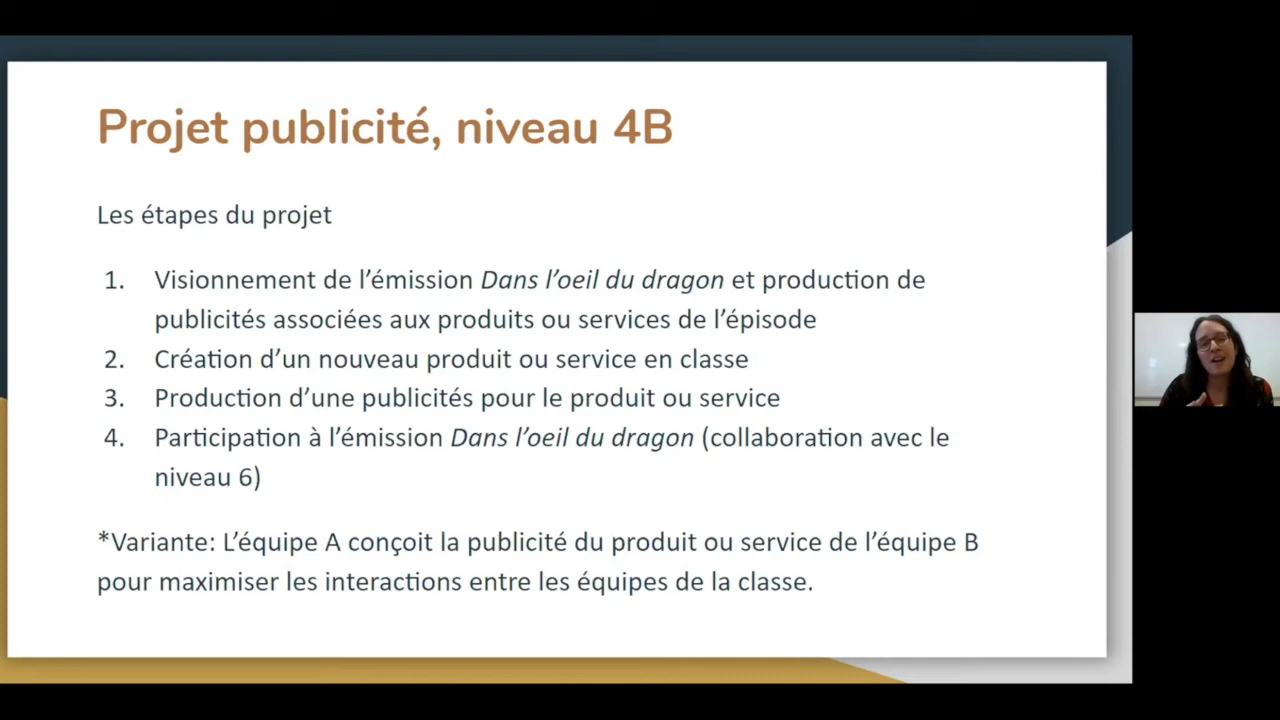 Projet publicité, niveau 4B
Les étapes du projet
1. Visionnement de l’émission Dans l’oeil du dragon et production de
publicités associées aux produits ou services de l’épisode
2. Création d’un nouveau produit ou service en classe
3. Production d’une publicités pour le produit ou service
4. Participation à l’émission Dans l’oeil du dragon (collaboration avec le
niveau 6)
*Variante: L’équipe A conçoit la publicité du produit ou service de l’équipe B
pour maximiser les interactions entre les équipes de la classe.